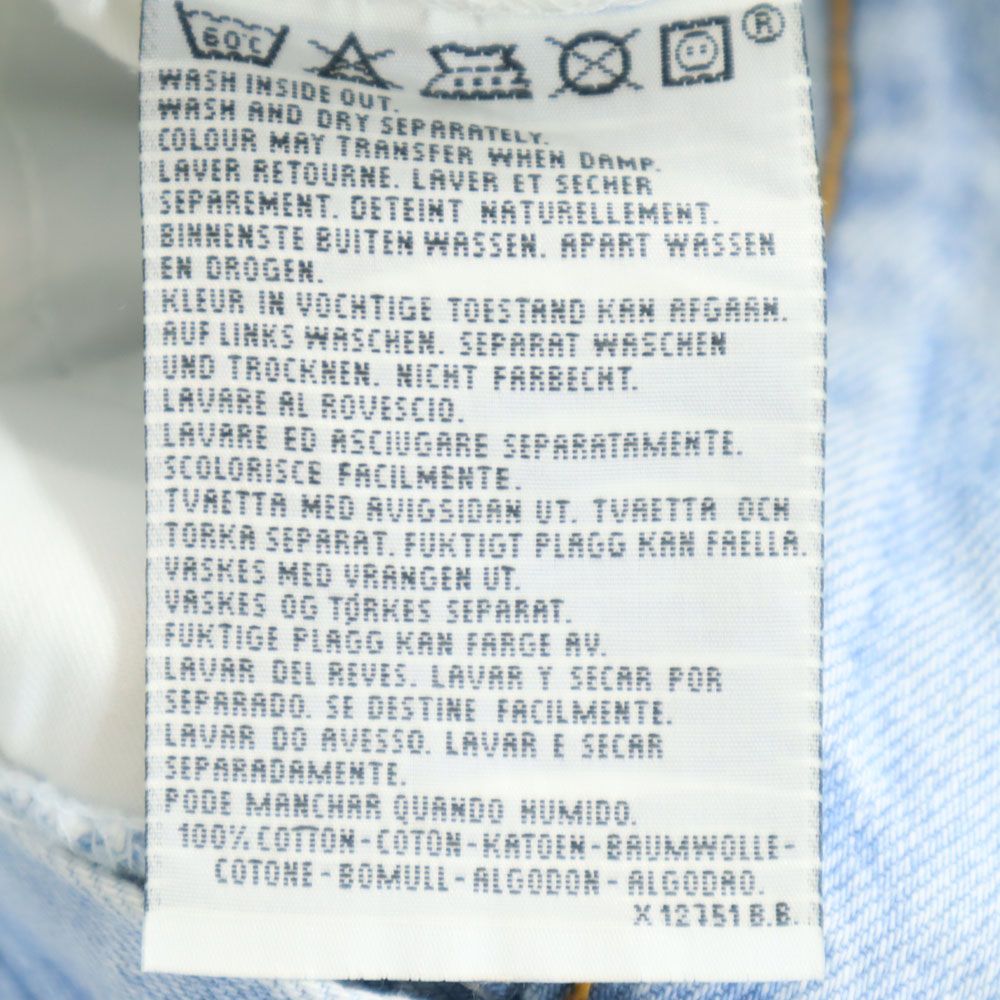 60C ®
WASH INSIDE OUT.
WASH AND DRY SEPARATELY.
COLOUR MAY TRANSFER WHEN DAMP.
LAVER RETOURNE. LAVER ET SECHER
SEPAREMENT. DETEINT NATURELLEMENT.
BINNENSTE BUITEN WASSEN. APART WASSEN
EN DROGEN.
KLEUR IN VOCHTIGE TOESTAND KAN AFGAAN.
AUF LINKS WASCHEN. SEPARAT WASCHEN
UND TROCKNEN. NICHT FARBECHT.
LAVARE AL ROVESCIO.
LAVARE ED ASCIUGARE SEPARATAMENTE.
SCOLORISCE FACILMENTE.
TVAETTA MED AVIGSIDAN UT. TVAETTA OCH
TORKA SEPARAT. FUKTIGT PLAGG KAN FAELLA.
VASKES MED VRANGEN UT.
VASKES OG TØRKES SEPARAT.
FUKTIGE PLAGG KAN FARGE AV.
LAVAR DEL REVES. LAVAR Y SECAR POR
SEPARADO. SE DESTINE FACILMENTE.
LAVAR DO AVESSO. LAVAR E SECAR
SEPARADAMENTE.
PODE MANCHAR QUANDO HUMIDO.
100% COTTON-COTON-KATOEN-BAUMWOLLE-
COTONE-BOMULL-ALGODON-ALGODAO.
X 12751 B.B.